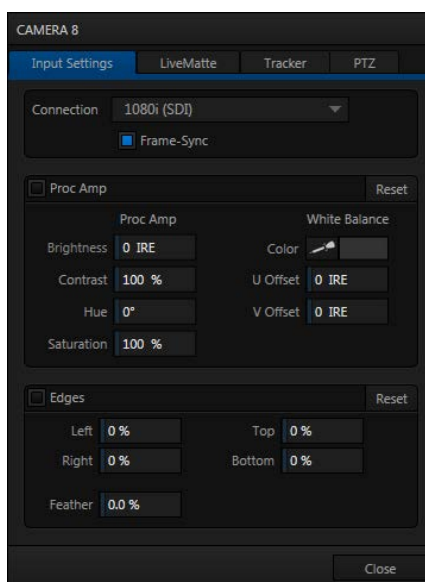 CAMERA 8
Input Settings LiveMatte Tracker PTZ
Connection 1080i (SDI)
Frame-Sync
Proc Amp Reset
Proc Amp White Balance
Brightness 0 IRE Color
Contrast 100 % U Offset 0 IRE
Hue 0° V Offset 0 IRE
Saturation 100 %
Edges Reset
Left 0 % Top 0 %
Right 0 % Bottom 0 %
Feather 0.0 %
Close